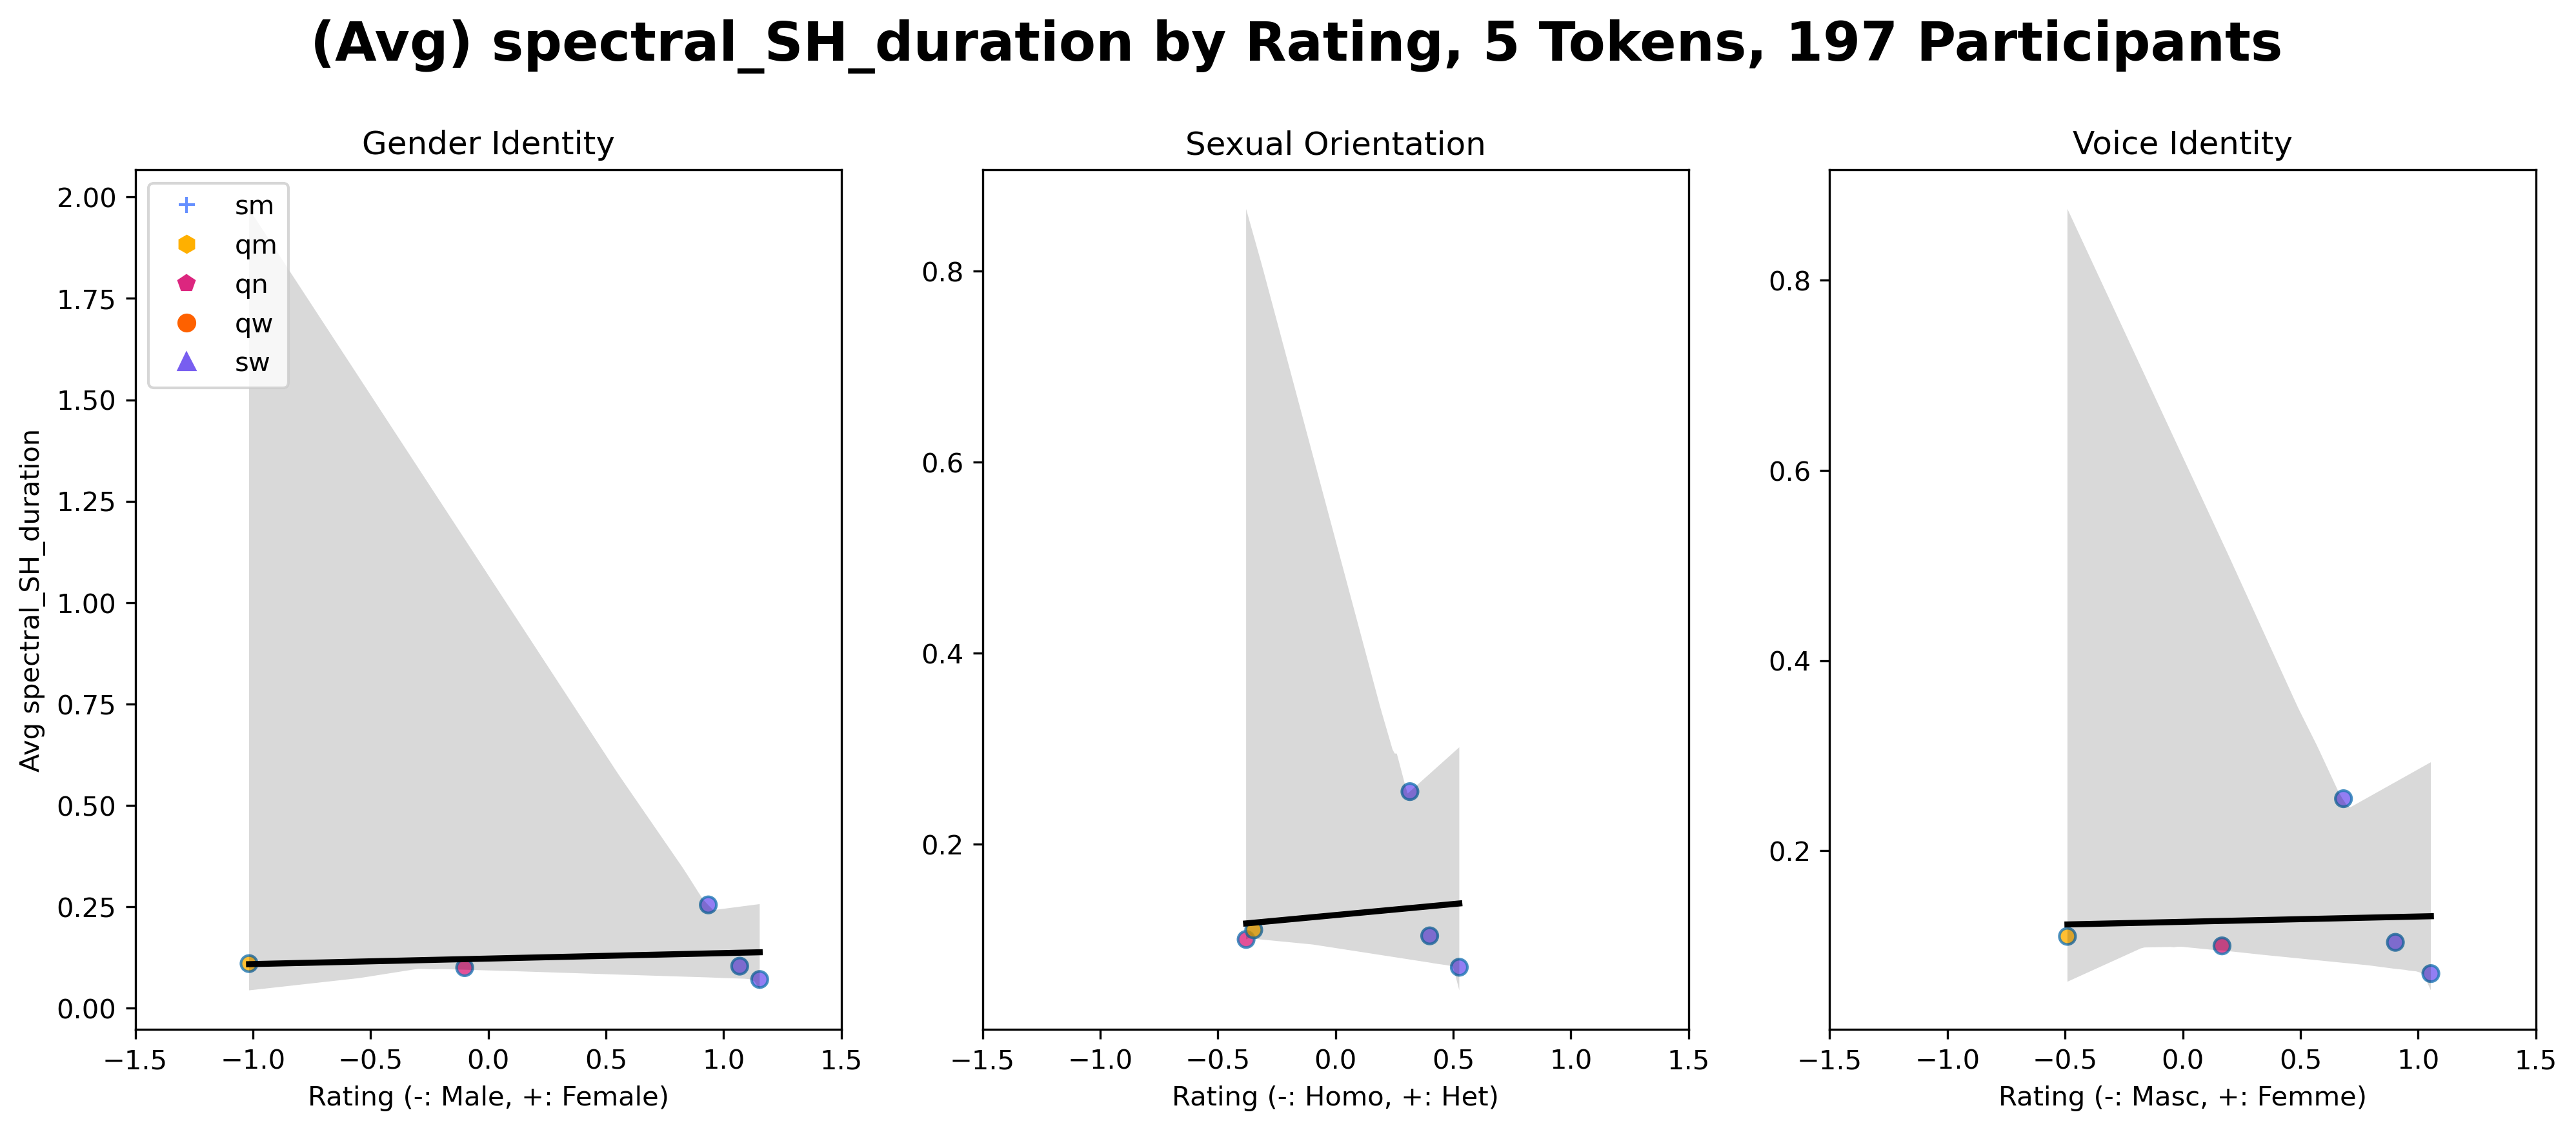 (Avg) spectral_SH_duration by Rating, 5 Tokens, 197 Participants
Gender Identity
Sexual Orientation
Voice Identity
Avg spectral_SH_duration
2.00
1.75
1.50
1.25
1.00
0.75
0.50
0.25
0.00
sm
qm
qn
qw
sw
−1.5 −1.0 −0.5 0.0 0.5 1.0 1.5
Rating (-: Male, +: Female)
0.8
0.6
0.4
0.2
−1.5 −1.0 −0.5 0.0 0.5 1.0 1.5
Rating (-: Homo, +: Het)
0.8
0.6
0.4
0.2
−1.5 −1.0 −0.5 0.0 0.5 1.0 1.5
Rating (-: Masc, +: Femme)